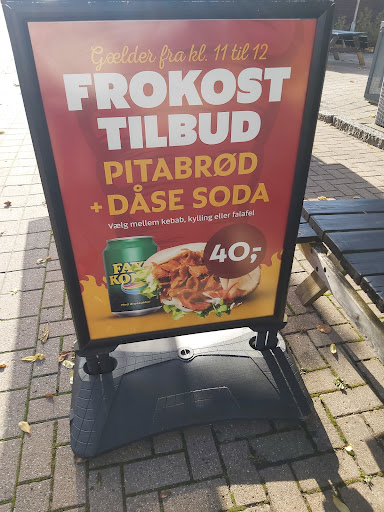 Gælder fra kl. 11 til 12
FROKOST
TILBUD
PITABRØD
+ DÅSE SODA
Vælg mellem kebab, kylling eller falafel
40,-